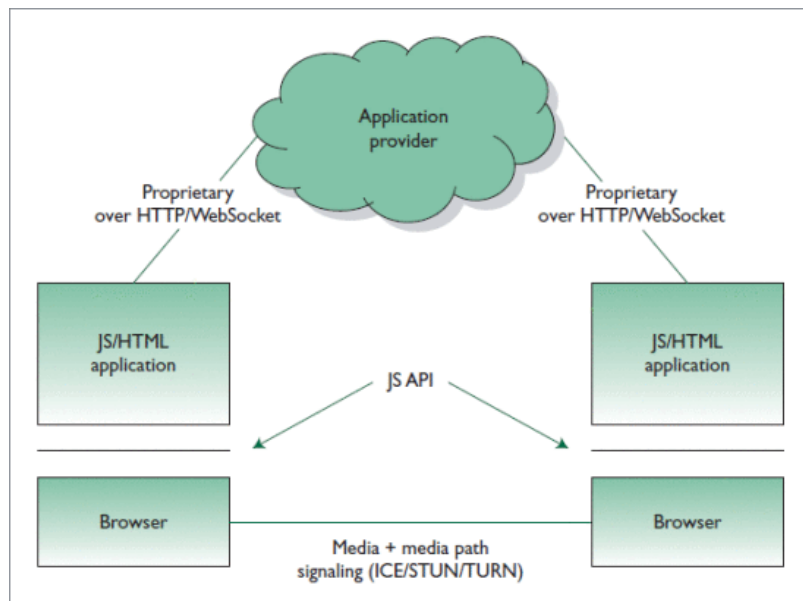 Application
provider
Proprietary
over HTTP/WebSocket
Proprietary
over HTTP/WebSocket
JS/HTML
application
JS/HTML
application
JS API
Browser
Browser
Media + media path
signaling (ICE/STUN/TURN)